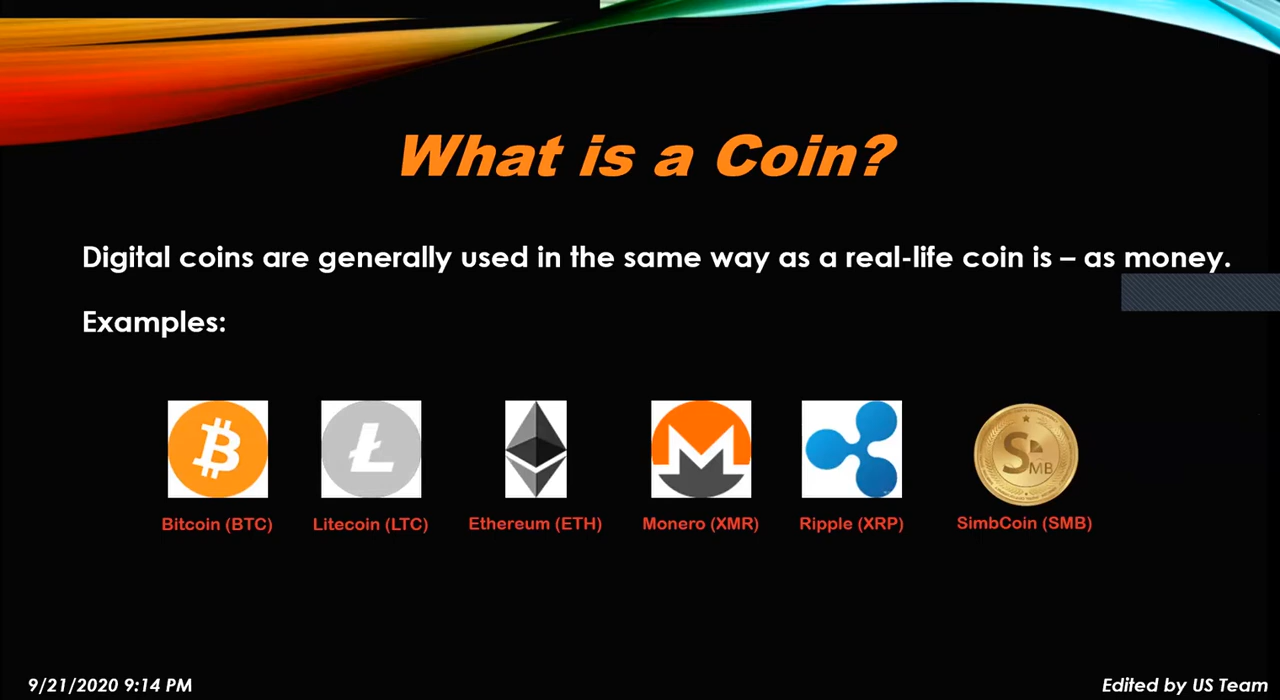 What is a Coin?
Digital coins are generally used in the same way as a real-life coin is – as money.
Examples:
SMB
Bitcoin (BTC) Litecoin (LTC) Ethereum (ETH) Monero (XMR) Ripple (XRP) SimbCoin (SMB)
9/21/2020 9:14 PM Edited by US Team